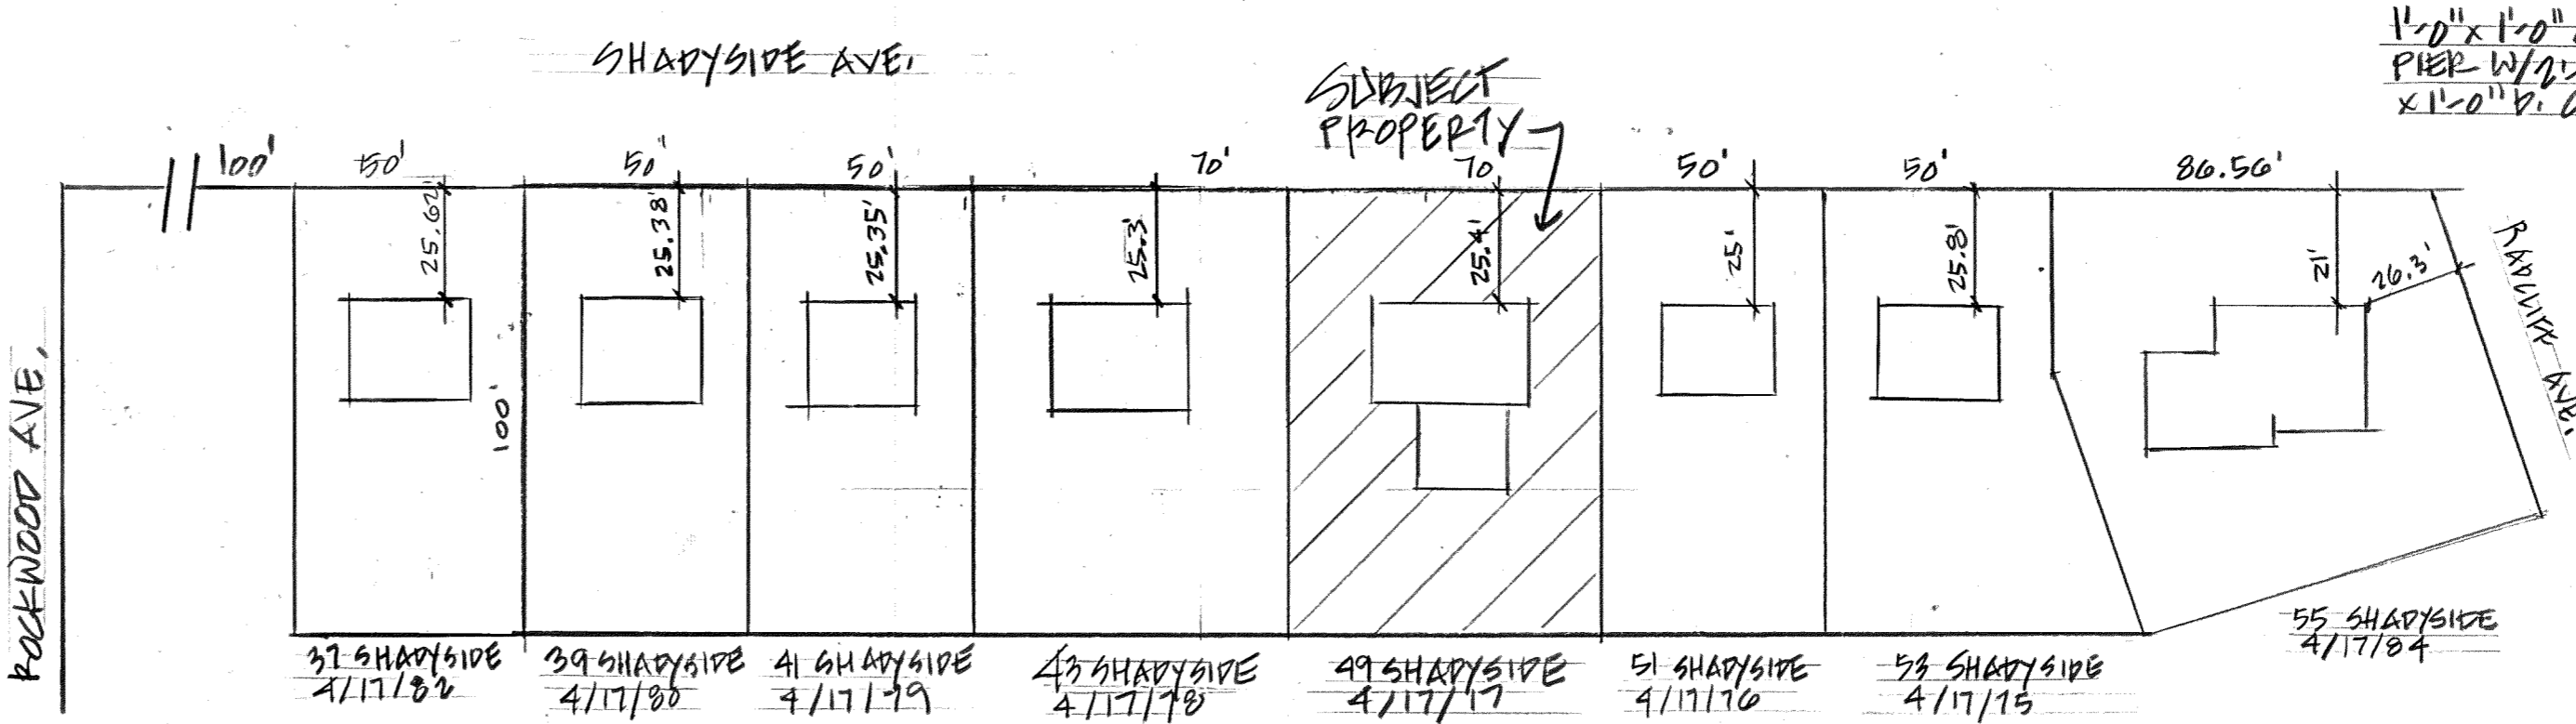 SHADYSIDE AVE.
SUBJECT
PROPERTY
1'-0" x 1'-0"
PIER W/2'
x 1'-0" D.
100'
50'
50'
50'
70'
70'
50'
50'
86.56'
25.62'
25.38'
25.35'
25.3'
25.4'
25'
25.8'
21'
26.3'
ROCKWOOD AVE.
100'
RADCLIFF AVE.
37 SHADYSIDE
4/17/82
39 SHADYSIDE
4/17/80
41 SHADYSIDE
4/17/79
43 SHADYSIDE
4/17/78
49 SHADYSIDE
4/17/77
51 SHADYSIDE
4/17/76
53 SHADYSIDE
4/17/75
55 SHADYSIDE
4/17/84